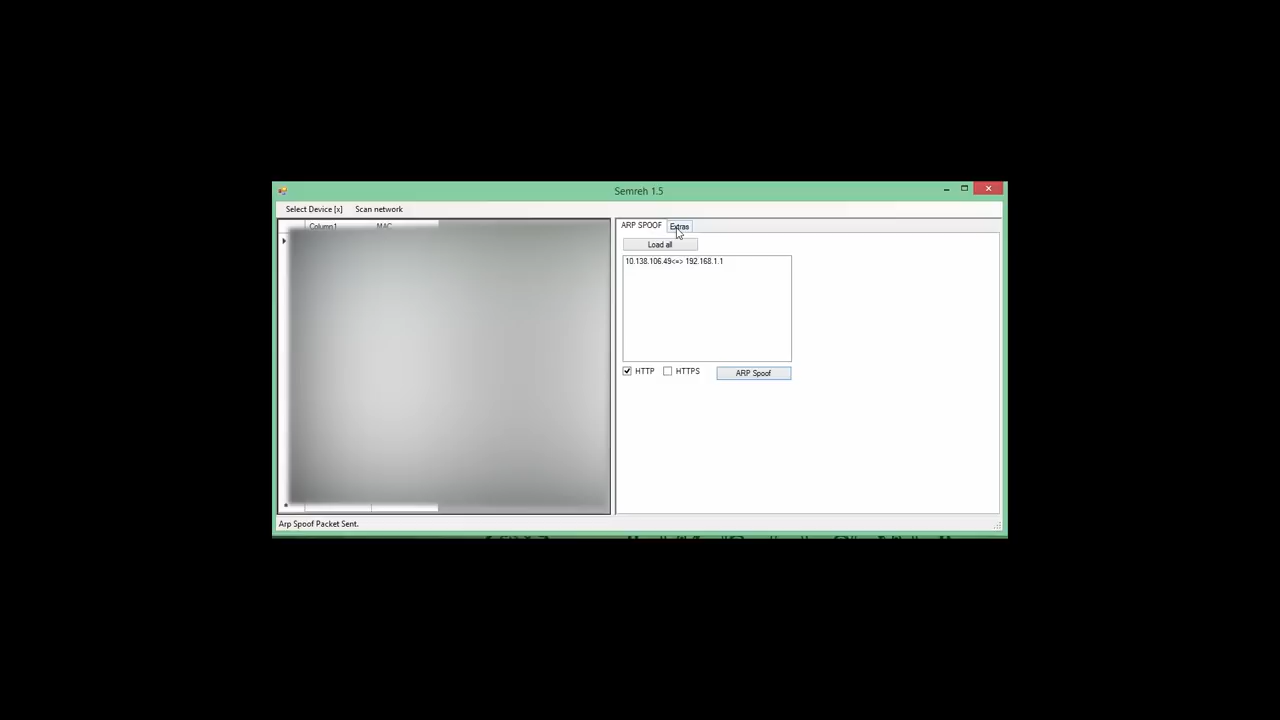 Semreh 1.5
Select Device [x] Scan network
Column1 MAC
ARP SPOOF Extras
Load all
10.138.106.49<=> 192.168.1.1
HTTP HTTPS ARP Spoof
Arp Spoof Packet Sent.